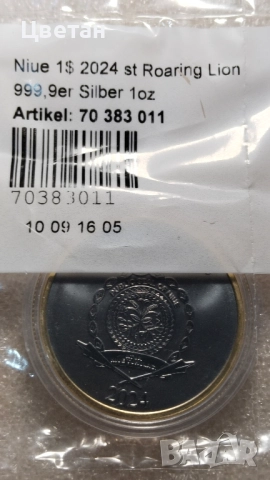 Цветан
Niue 1$ 2024 st Roaring Lion
999,9er Silber 1oz
Artikel: 70 383 011
70383011
10 09 16 05
2024